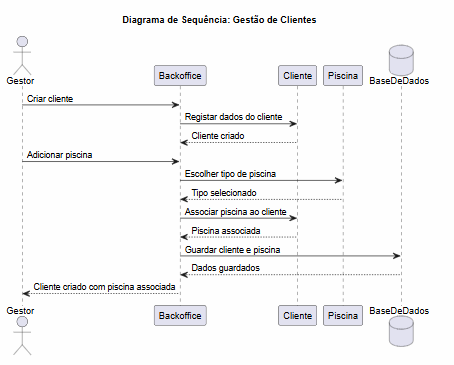 Diagrama de Sequência: Gestão de Clientes
Gestor
Backoffice
Cliente
Piscina
BaseDeDados
Criar cliente
Registar dados do cliente
Cliente criado
Adicionar piscina
Escolher tipo de piscina
Tipo selecionado
Associar piscina ao cliente
Piscina associada
Guardar cliente e piscina
Dados guardados
Cliente criado com piscina associada
Gestor
Backoffice
Cliente
Piscina
BaseDeDados